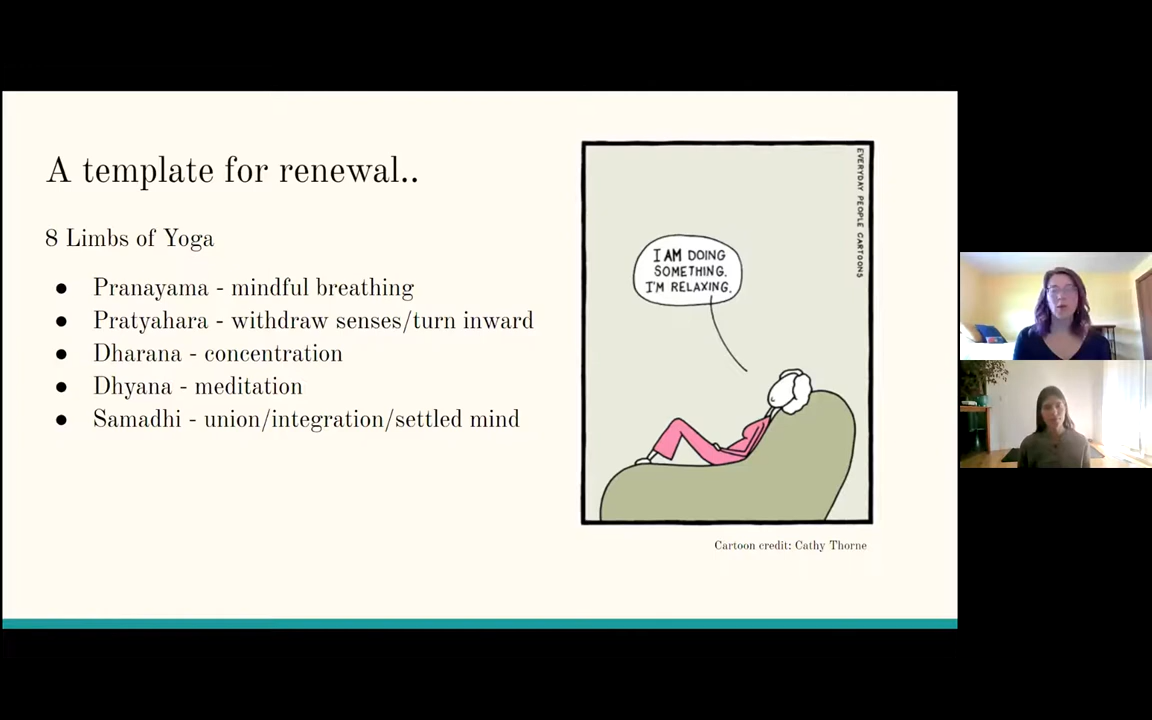 A template for renewal..
8 Limbs of Yoga
● Pranayama - mindful breathing
● Pratyahara - withdraw senses/turn inward
● Dharana - concentration
● Dhyana - meditation
● Samadhi - union/integration/settled mind
EVERYDAY PEOPLE CARTOONS
I AM DOING
SOMETHING.
I'M RELAXING.
Cartoon credit: Cathy Thorne